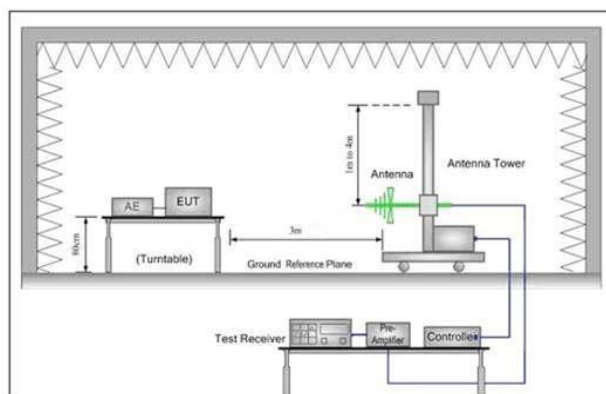 1m to 4m
Antenna
Antenna Tower
AE
EUT
80cm
(Turntable)
3m
Ground Reference Plane
Test Receiver
Pre-
Amplifier
Controller